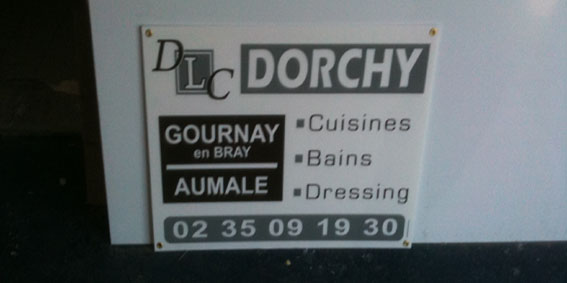 DLC DORCHY
GOURNAY
en BRAY
AUMALE
▪Cuisines
▪Bains
▪Dressing
02 35 09 19 30